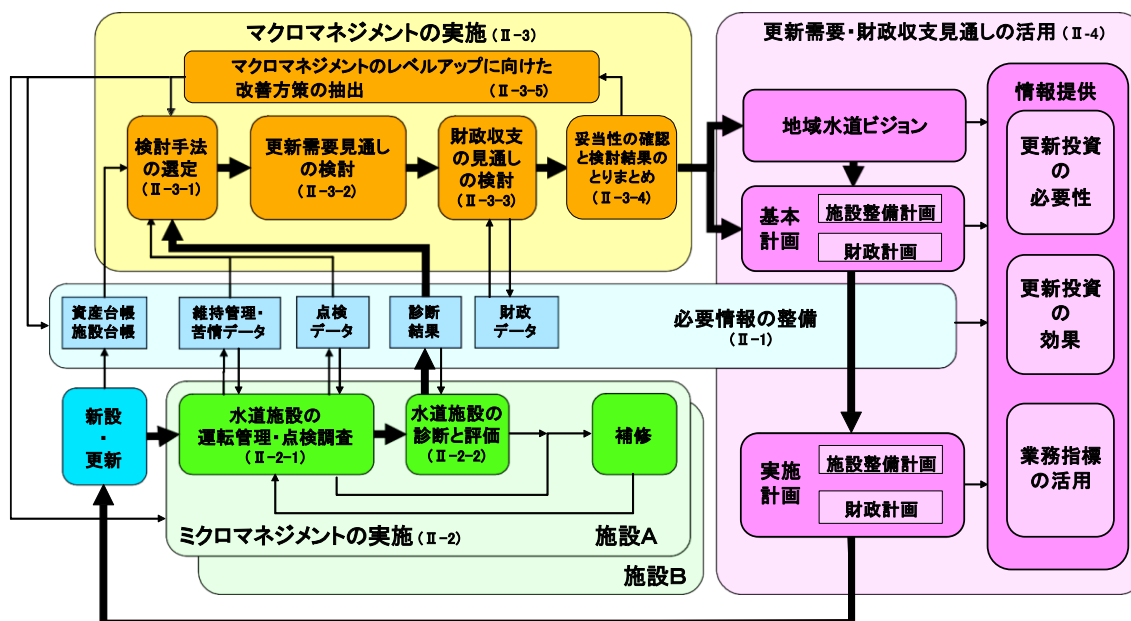 マクロマネジメントの実施(Ⅱ-3)
マクロマネジメントのレベルアップに向けた
改善方策の抽出 (Ⅱ-3-5)
検討手法
の選定
(Ⅱ-3-1)
更新需要見通し
の検討
(Ⅱ-3-2)
財政収支
の見通し
の検討
(Ⅱ-3-3)
妥当性の確認
と検討結果の
とりまとめ
(Ⅱ-3-4)
資産台帳
施設台帳
維持管理・
苦情データ
点検
データ
診断
結果
財政
データ
必要情報の整備
(Ⅱ-1)
新設
・
更新
水道施設の
運転管理・点検調査
(Ⅱ-2-1)
水道施設の
診断と評価
(Ⅱ-2-2)
補修
ミクロマネジメントの実施(Ⅱ-2)
施設A
施設B
更新需要・財政収支見通しの活用(Ⅱ-4)
地域水道ビジョン
基本
計画
施設整備計画
財政計画
実施
計画
施設整備計画
財政計画
情報提供
更新投資
の
必要性
更新投資
の
効果
業務指標
の活用